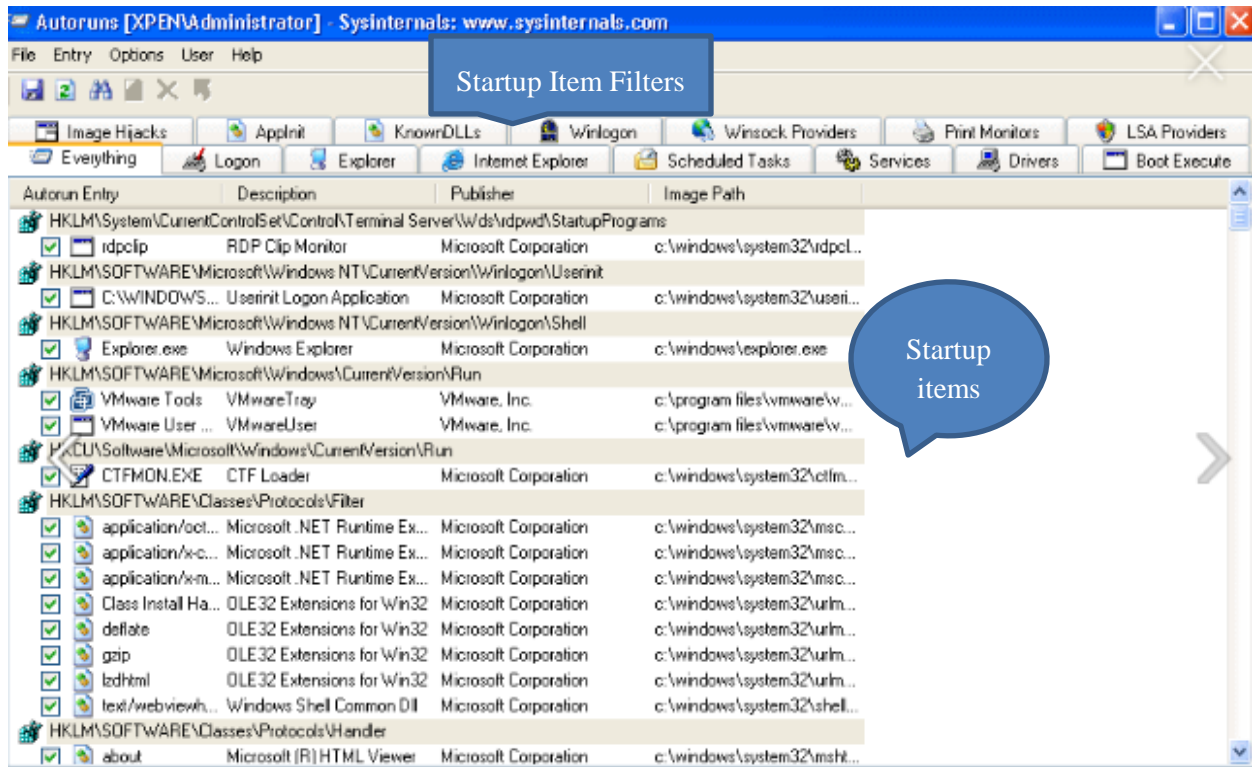 Autoruns [XPEN\Administrator] - Sysinternals: www.sysinternals.com
File Entry Options User Help
Startup Item Filters
Image Hijacks AppInit KnownDLLs Winlogon Winsock Providers Print Monitors LSA Providers
Everything Logon Explorer Internet Explorer Scheduled Tasks Services Drivers Boot Execute
Autorun Entry Description Publisher Image Path
HKLM\System\CurrentControlSet\Control\Terminal Server\Wds\rdpwd\StartupPrograms
rdpclip RDP Clip Monitor Microsoft Corporation c:\windows\system32\rdpcl...
HKLM\SOFTWARE\Microsoft\Windows NT\CurrentVersion\Winlogon\Userinit
C:\WINDOWS... Userinit Logon Application Microsoft Corporation c:\windows\system32\useri...
HKLM\SOFTWARE\Microsoft\Windows NT\CurrentVersion\Winlogon\Shell
Explorer.exe Windows Explorer Microsoft Corporation c:\windows\explorer.exe
Startup items
HKLM\SOFTWARE\Microsoft\Windows\CurrentVersion\Run
VMware Tools VMwareTray VMware, Inc. c:\program files\vmware\v...
VMware User ... VMwareUser VMware, Inc. c:\program files\vmware\v...
HKCU\Software\Microsoft\Windows\CurrentVersion\Run
CTFMON.EXE CTF Loader Microsoft Corporation c:\windows\system32\ctfm...
HKLM\SOFTWARE\Classes\Protocols\Filter
application/oct... Microsoft .NET Runtime Ex... Microsoft Corporation c:\windows\system32\msc...
application/x-c... Microsoft .NET Runtime Ex... Microsoft Corporation c:\windows\system32\msc...
application/x-m... Microsoft .NET Runtime Ex... Microsoft Corporation c:\windows\system32\msc...
Class Install Ha... OLE32 Extensions for Win32 Microsoft Corporation c:\windows\system32\urlm...
deflate OLE32 Extensions for Win32 Microsoft Corporation c:\windows\system32\urlm...
gzip OLE32 Extensions for Win32 Microsoft Corporation c:\windows\system32\urlm...
lzdhtml OLE32 Extensions for Win32 Microsoft Corporation c:\windows\system32\urlm...
text/webviewh... Windows Shell Common Dll Microsoft Corporation c:\windows\system32\shell...
HKLM\SOFTWARE\Classes\Protocols\Handler
about Microsoft (R) HTML Viewer Microsoft Corporation c:\windows\system32\msht...